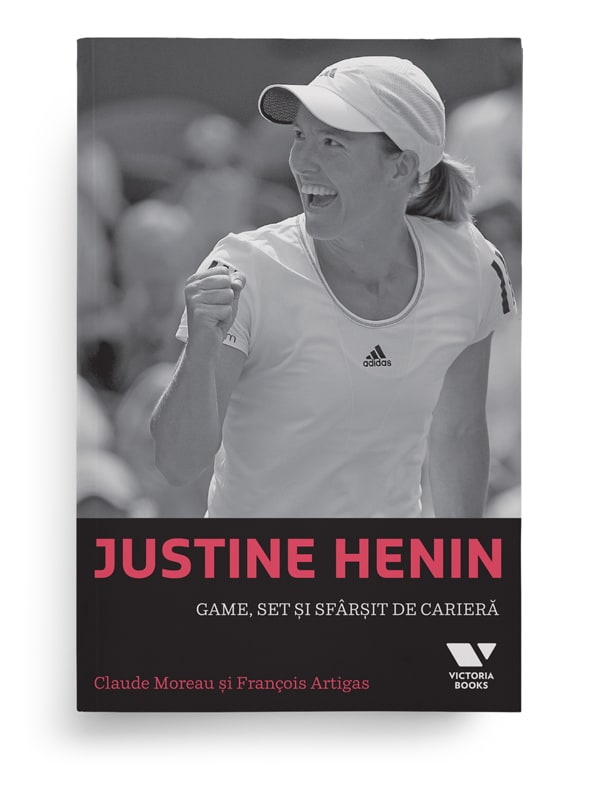 adidas
JUSTINE HENIN
GAME, SET ȘI SFÂRȘIT DE CARIERĂ
Claude Moreau și François Artigas
VICTORIA
BOOKS